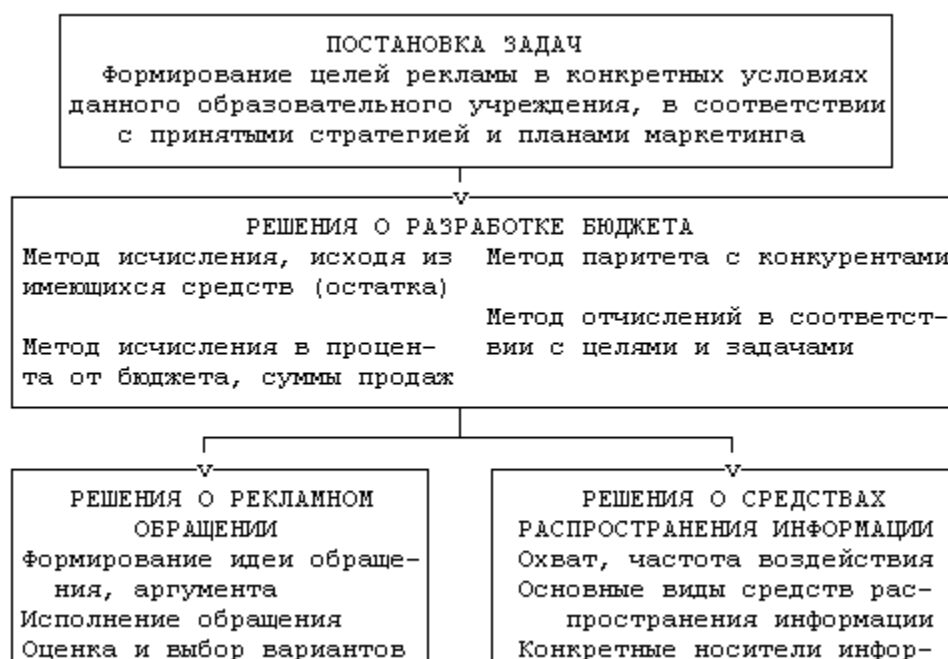 ПОСТАНОВКА ЗАДАЧ
Формирование целей рекламы в конкретных условиях
данного образовательного учреждения, в соответствии
с принятыми стратегией и планами маркетинга
РЕШЕНИЯ О РАЗРАБОТКЕ БЮДЖЕТА
Метод исчисления, исходя из
имеющихся средств (остатка)
Метод исчисления в процен-
та от бюджета, суммы продаж
Метод паритета с конкурентами
Метод отчислений в соответст-
вии с целями и задачами
РЕШЕНИЯ О РЕКЛАМНОМ
ОБРАЩЕНИИ
Формирование идеи обраще-
ния, аргумента
Исполнение обращения
Оценка и выбор вариантов
РЕШЕНИЯ О СРЕДСТВАХ
РАСПРОСТРАНЕНИЯ ИНФОРМАЦИИ
Охват, частота воздействия
Основные виды средств рас-
пространения информации
Конкретные носители инфор-